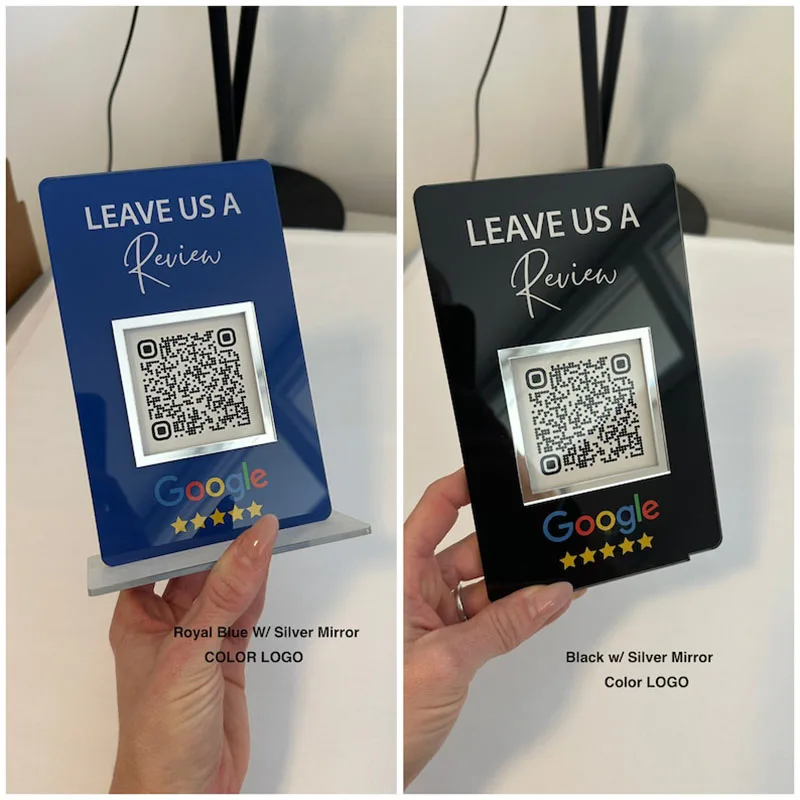 LEAVE US A
Review
Google
Royal Blue W/ Silver Mirror
COLOR LOGO
LEAVE US A
Review
Google
Black w/ Silver Mirror
Color LOGO